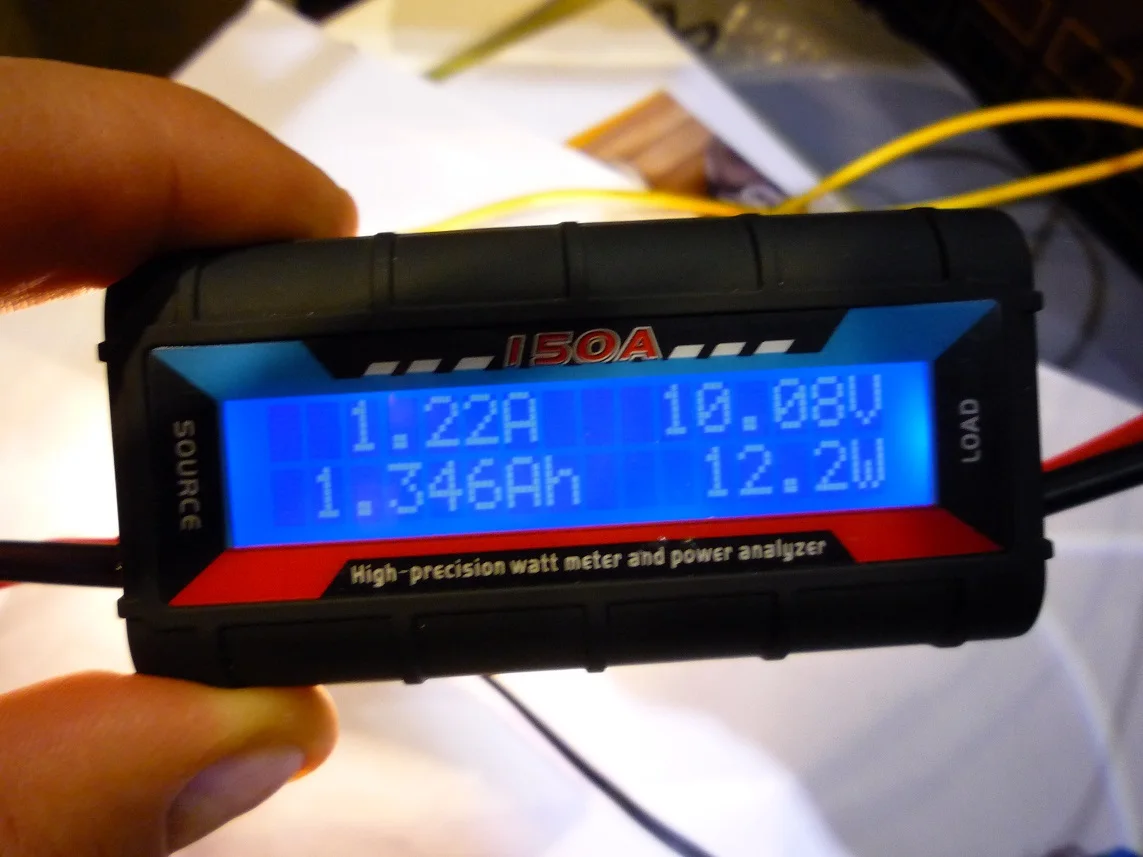 150A
SOURCE
1.22A 10.08V
1.346Ah 12.2W
LOAD
High-precision watt meter and power analyzer